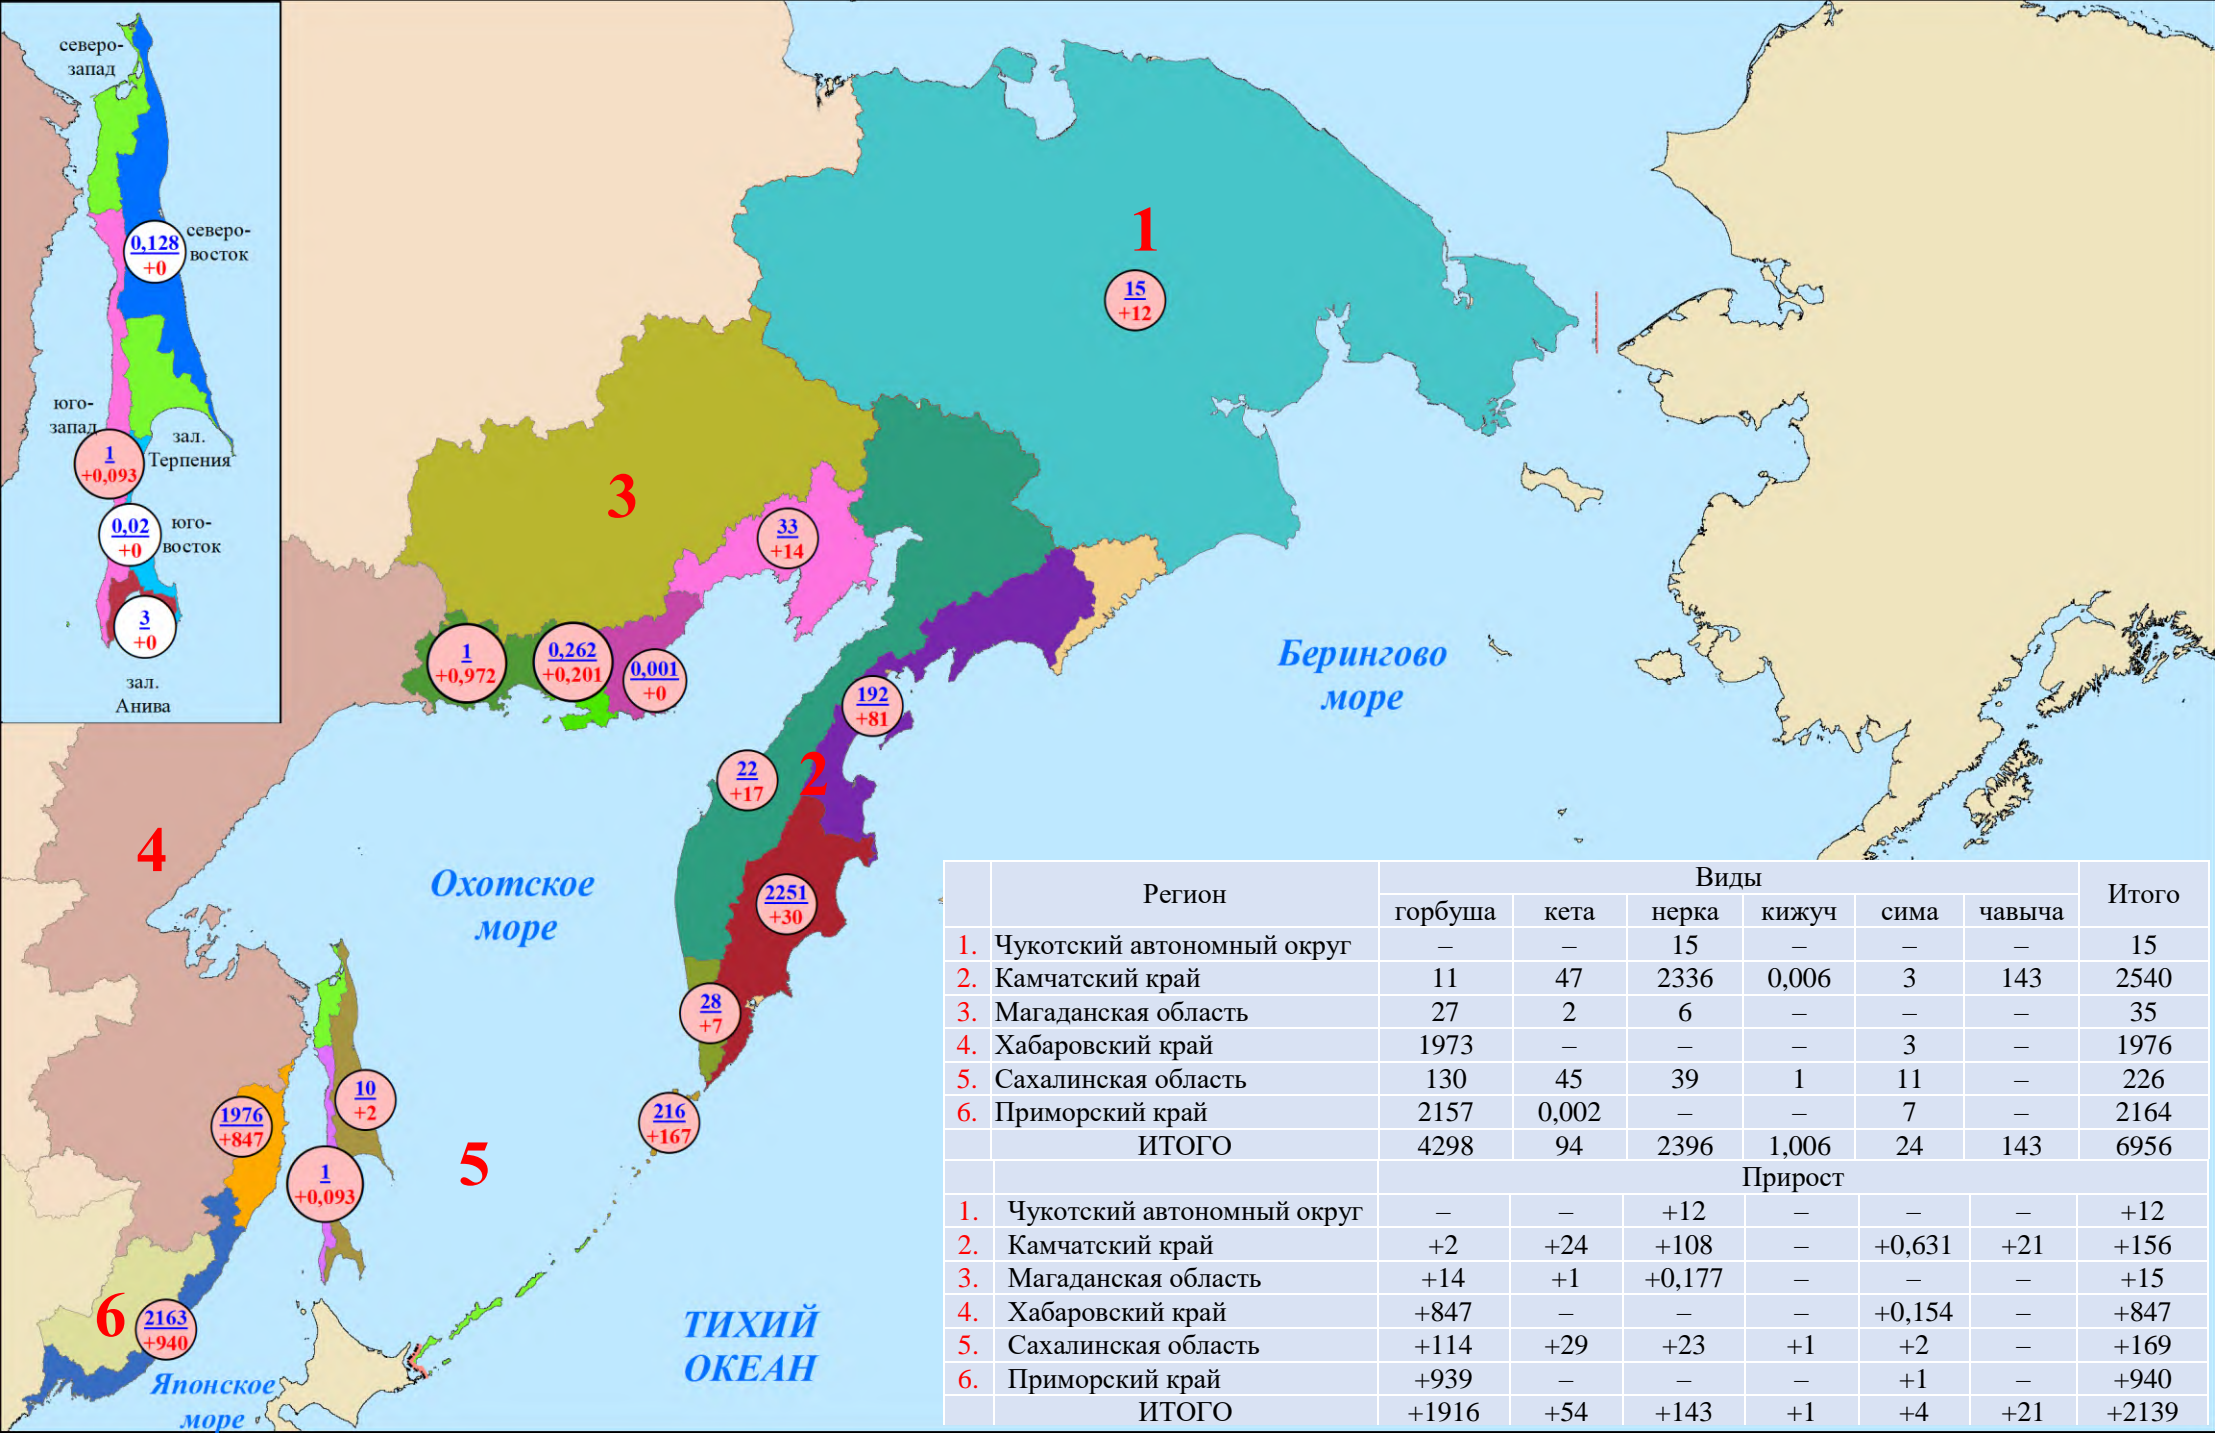 северо-
запад
0,128
+0
северо-
восток
юго-
запад
1
+0,093
зал.
Терпения
0,02
+0
юго-
восток
3
+0
зал.
Анива
1
15
+12
3
33
+14
1
+0,972
0,262
+0,201
0,001
+0
Берингово
море
192
+81
22
+17
2
4
Охотское
море
2251
+30
28
+7
10
+2
1976
+847
216
+167
1
+0,093
5
6
2163
+940
ТИХИЙ
ОКЕАН
Японское
море
Регион Виды Итого
горбуша кета нерка кижуч сима чавыча
1. Чукотский автономный округ – – 15 – – – 15
2. Камчатский край 11 47 2336 0,006 3 143 2540
3. Магаданская область 27 2 6 – – – 35
4. Хабаровский край 1973 – – – 3 – 1976
5. Сахалинская область 130 45 39 1 11 – 226
6. Приморский край 2157 0,002 – – 7 – 2164
ИТОГО 4298 94 2396 1,006 24 143 6956
Прирост
1. Чукотский автономный округ – – +12 – – – +12
2. Камчатский край +2 +24 +108 – +0,631 +21 +156
3. Магаданская область +14 +1 +0,177 – – – +15
4. Хабаровский край +847 – – – +0,154 – +847
5. Сахалинская область +114 +29 +23 +1 +2 – +169
6. Приморский край +939 – – – +1 – +940
ИТОГО +1916 +54 +143 +1 +4 +21 +2139